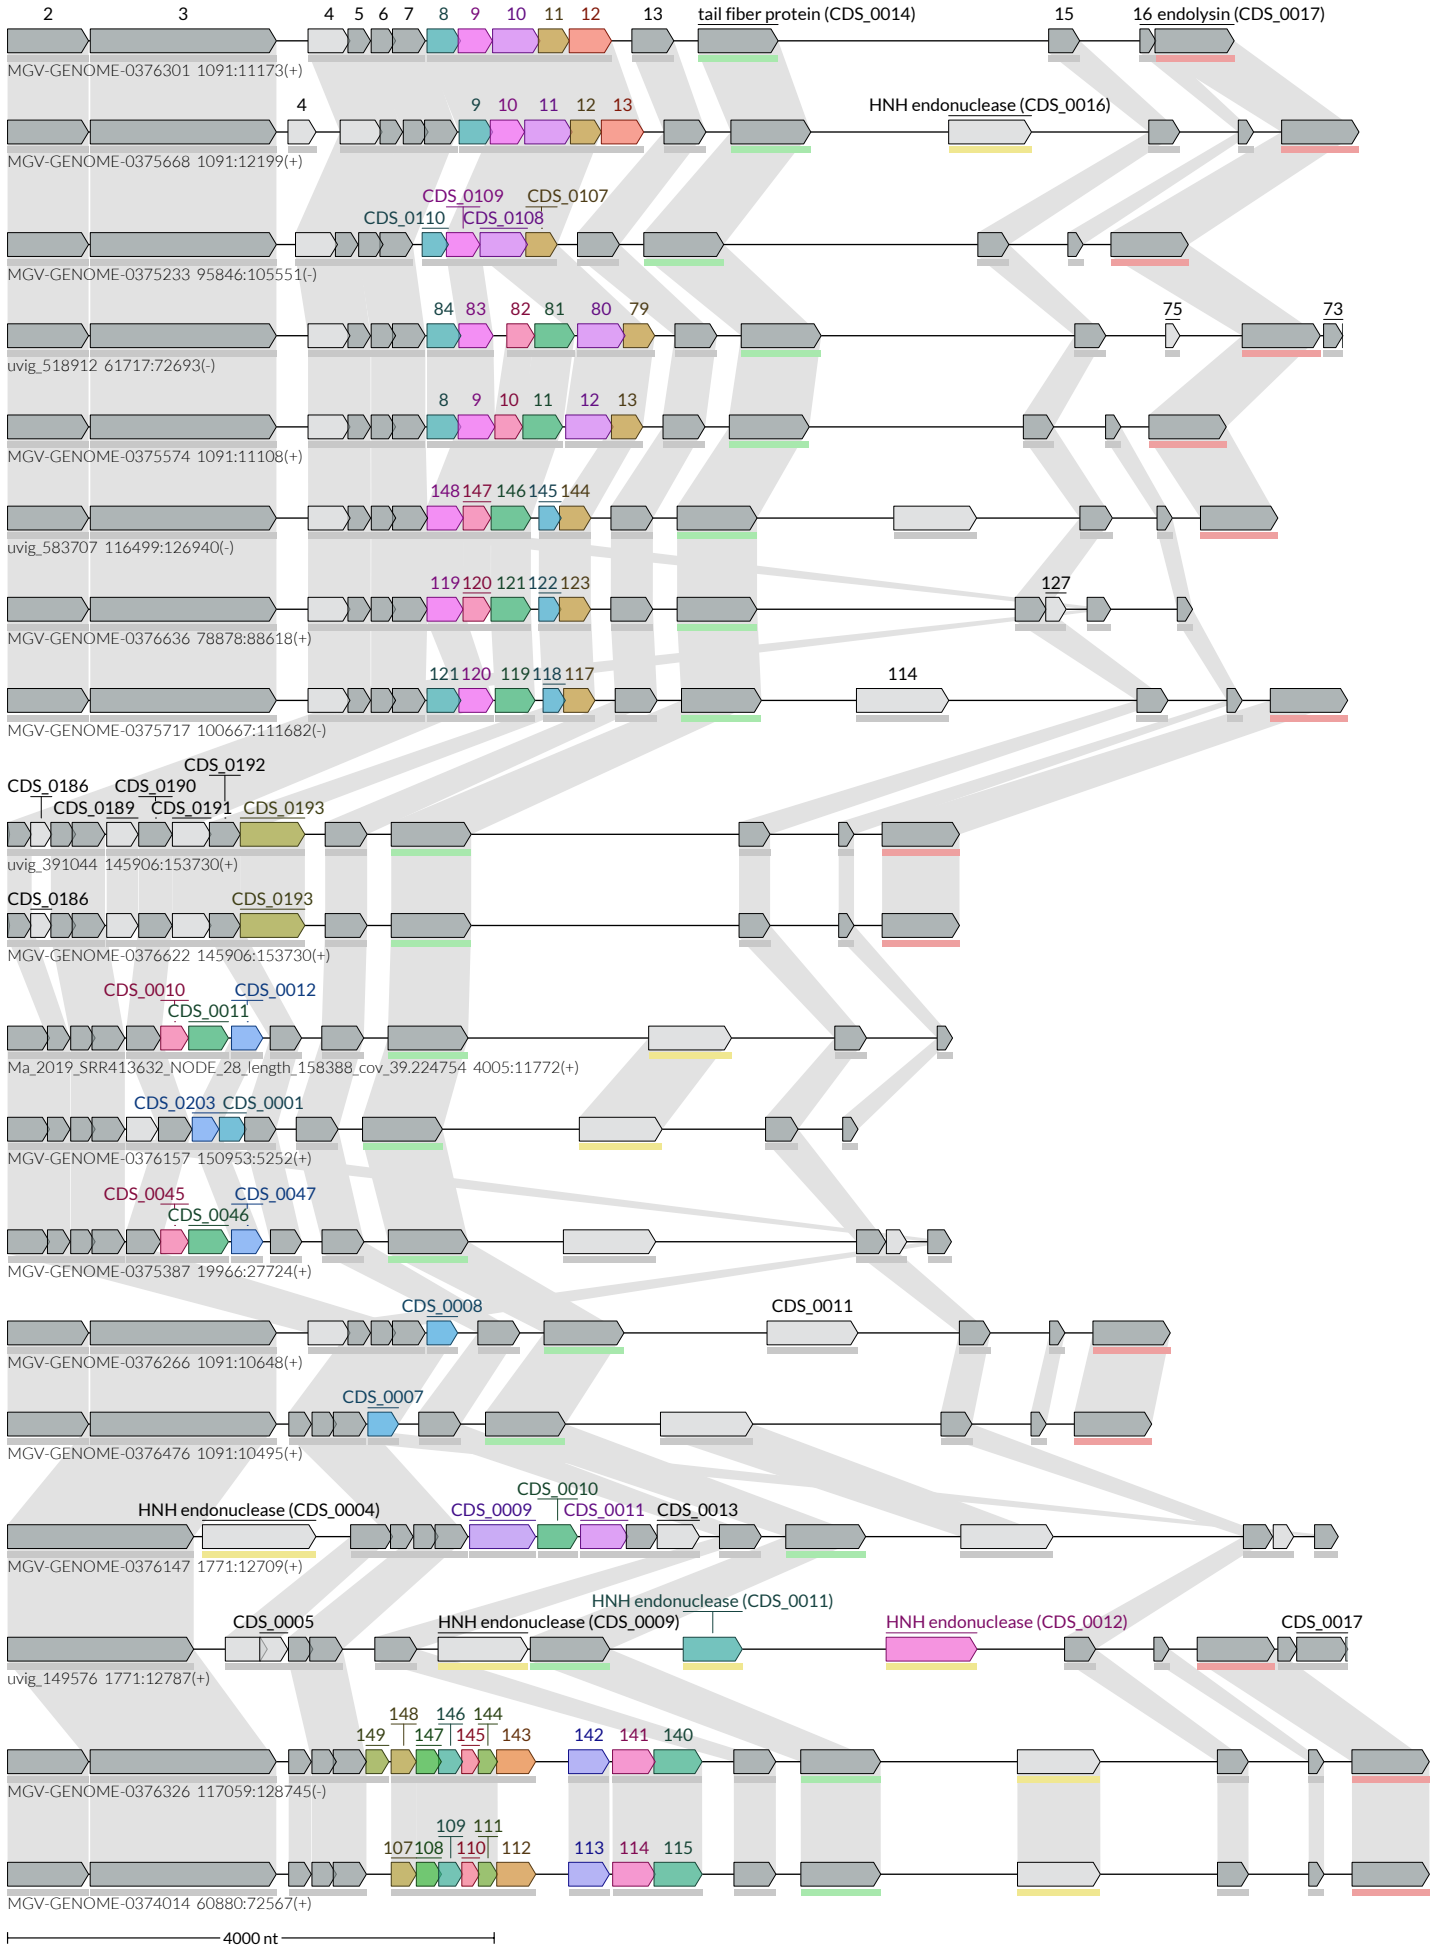 2 3 4 5 6 7 8 9 10 11 12 13 tail fiber protein (CDS_0014) 15 16 endolysin (CDS_0017)
MGV-GENOME-0376301 1091:11173(+)
4 9 10 11 12 13 HNH endonuclease (CDS_0016)
MGV-GENOME-0375668 1091:12199(+)
CDS_0109 CDS_0107
CDS_0110 CDS_0108
MGV-GENOME-0375233 95846:105551(-)
84 83 82 81 80 79 75 73
uvig_518912 61717:72693(-)
8 9 10 11 12 13
MGV-GENOME-0375574 1091:11108(+)
148 147 146 145 144
uvig_583707 116499:126940(-)
119 120 121 122 123 127
MGV-GENOME-0376636 78878:88618(+)
121 120 119 118 117 114
MGV-GENOME-0375717 100667:111682(-)
CDS_0192
CDS_0186 CDS_0190
CDS_0189 CDS_0191 CDS_0193
uvig_391044 145906:153730(+)
CDS_0186 CDS_0193
MGV-GENOME-0376622 145906:153730(+)
CDS_0010 CDS_0012
CDS_0011
Ma_2019_SRR413632_NODE_28_length_158388_cov_39.224754 4005:11772(+)
CDS_0203 CDS_0001
MGV-GENOME-0376157 150953:5252(+)
CDS_0045 CDS_0047
CDS_0046
MGV-GENOME-0375387 19966:27724(+)
CDS_0008 CDS_0011
MGV-GENOME-0376266 1091:10648(+)
CDS_0007
MGV-GENOME-0376476 1091:10495(+)
CDS_0010
HNH endonuclease (CDS_0004) CDS_0009 CDS_0011 CDS_0013
MGV-GENOME-0376147 1771:12709(+)
HNH endonuclease (CDS_0011)
CDS_0005 HNH endonuclease (CDS_0009) HNH endonuclease (CDS_0012) CDS_0017
uvig_149576 1771:12787(+)
148 146 144
149 147 145 143 142 141 140
MGV-GENOME-0376326 117059:128745(-)
109 111
107 108 110 112 113 114 115
MGV-GENOME-0374014 60880:72567(+)
4000 nt